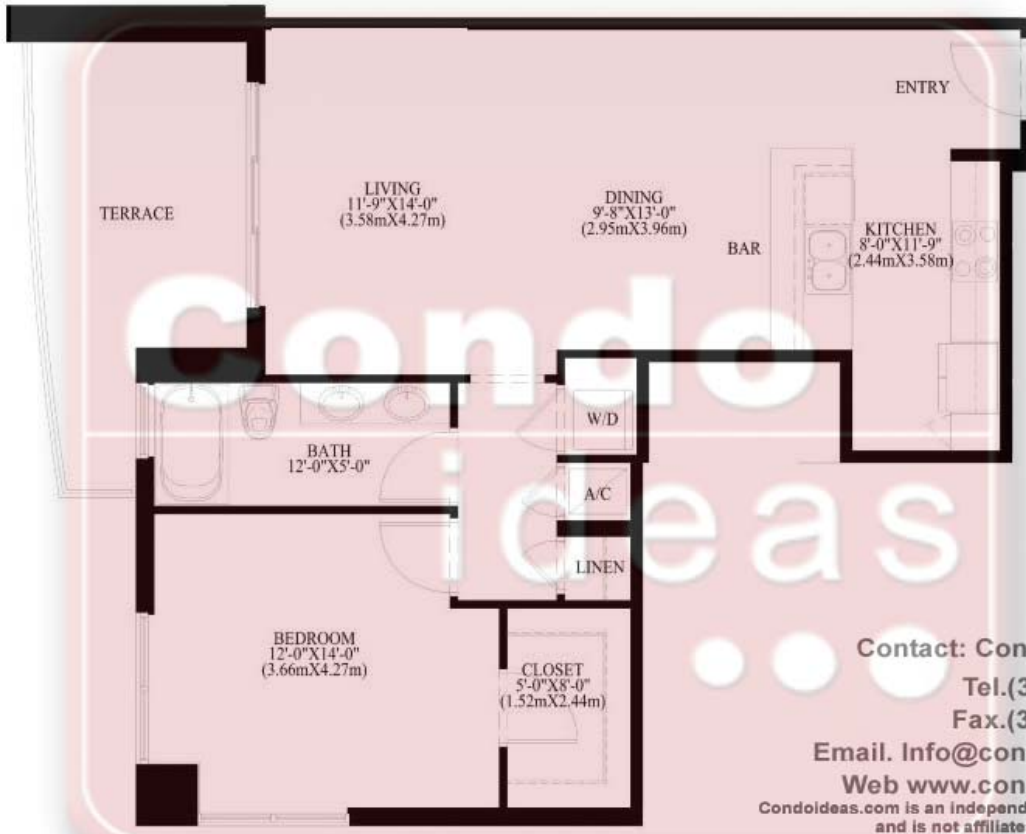 ENTRY
LIVING
11'-9"X14'-0"
(3.58mX4.27m)
DINING
9'-8"X13'-0"
(2.95mX3.96m)
TERRACE
BAR
KITCHEN
8'-0"X11'-9"
(2.44mX3.58m)
Condo
W/D
BATH
12'-0"X5'-0"
A/C
ideas
LINEN
BEDROOM
12'-0"X14'-0"
(3.66mX4.27m)
CLOSET
5'-0"X8'-0"
(1.52mX2.44m)
Contact: Con
Tel.(3
Fax.(3
Email. Info@con
Web www.con
Condoideas.com is an independ
and is not affiliate